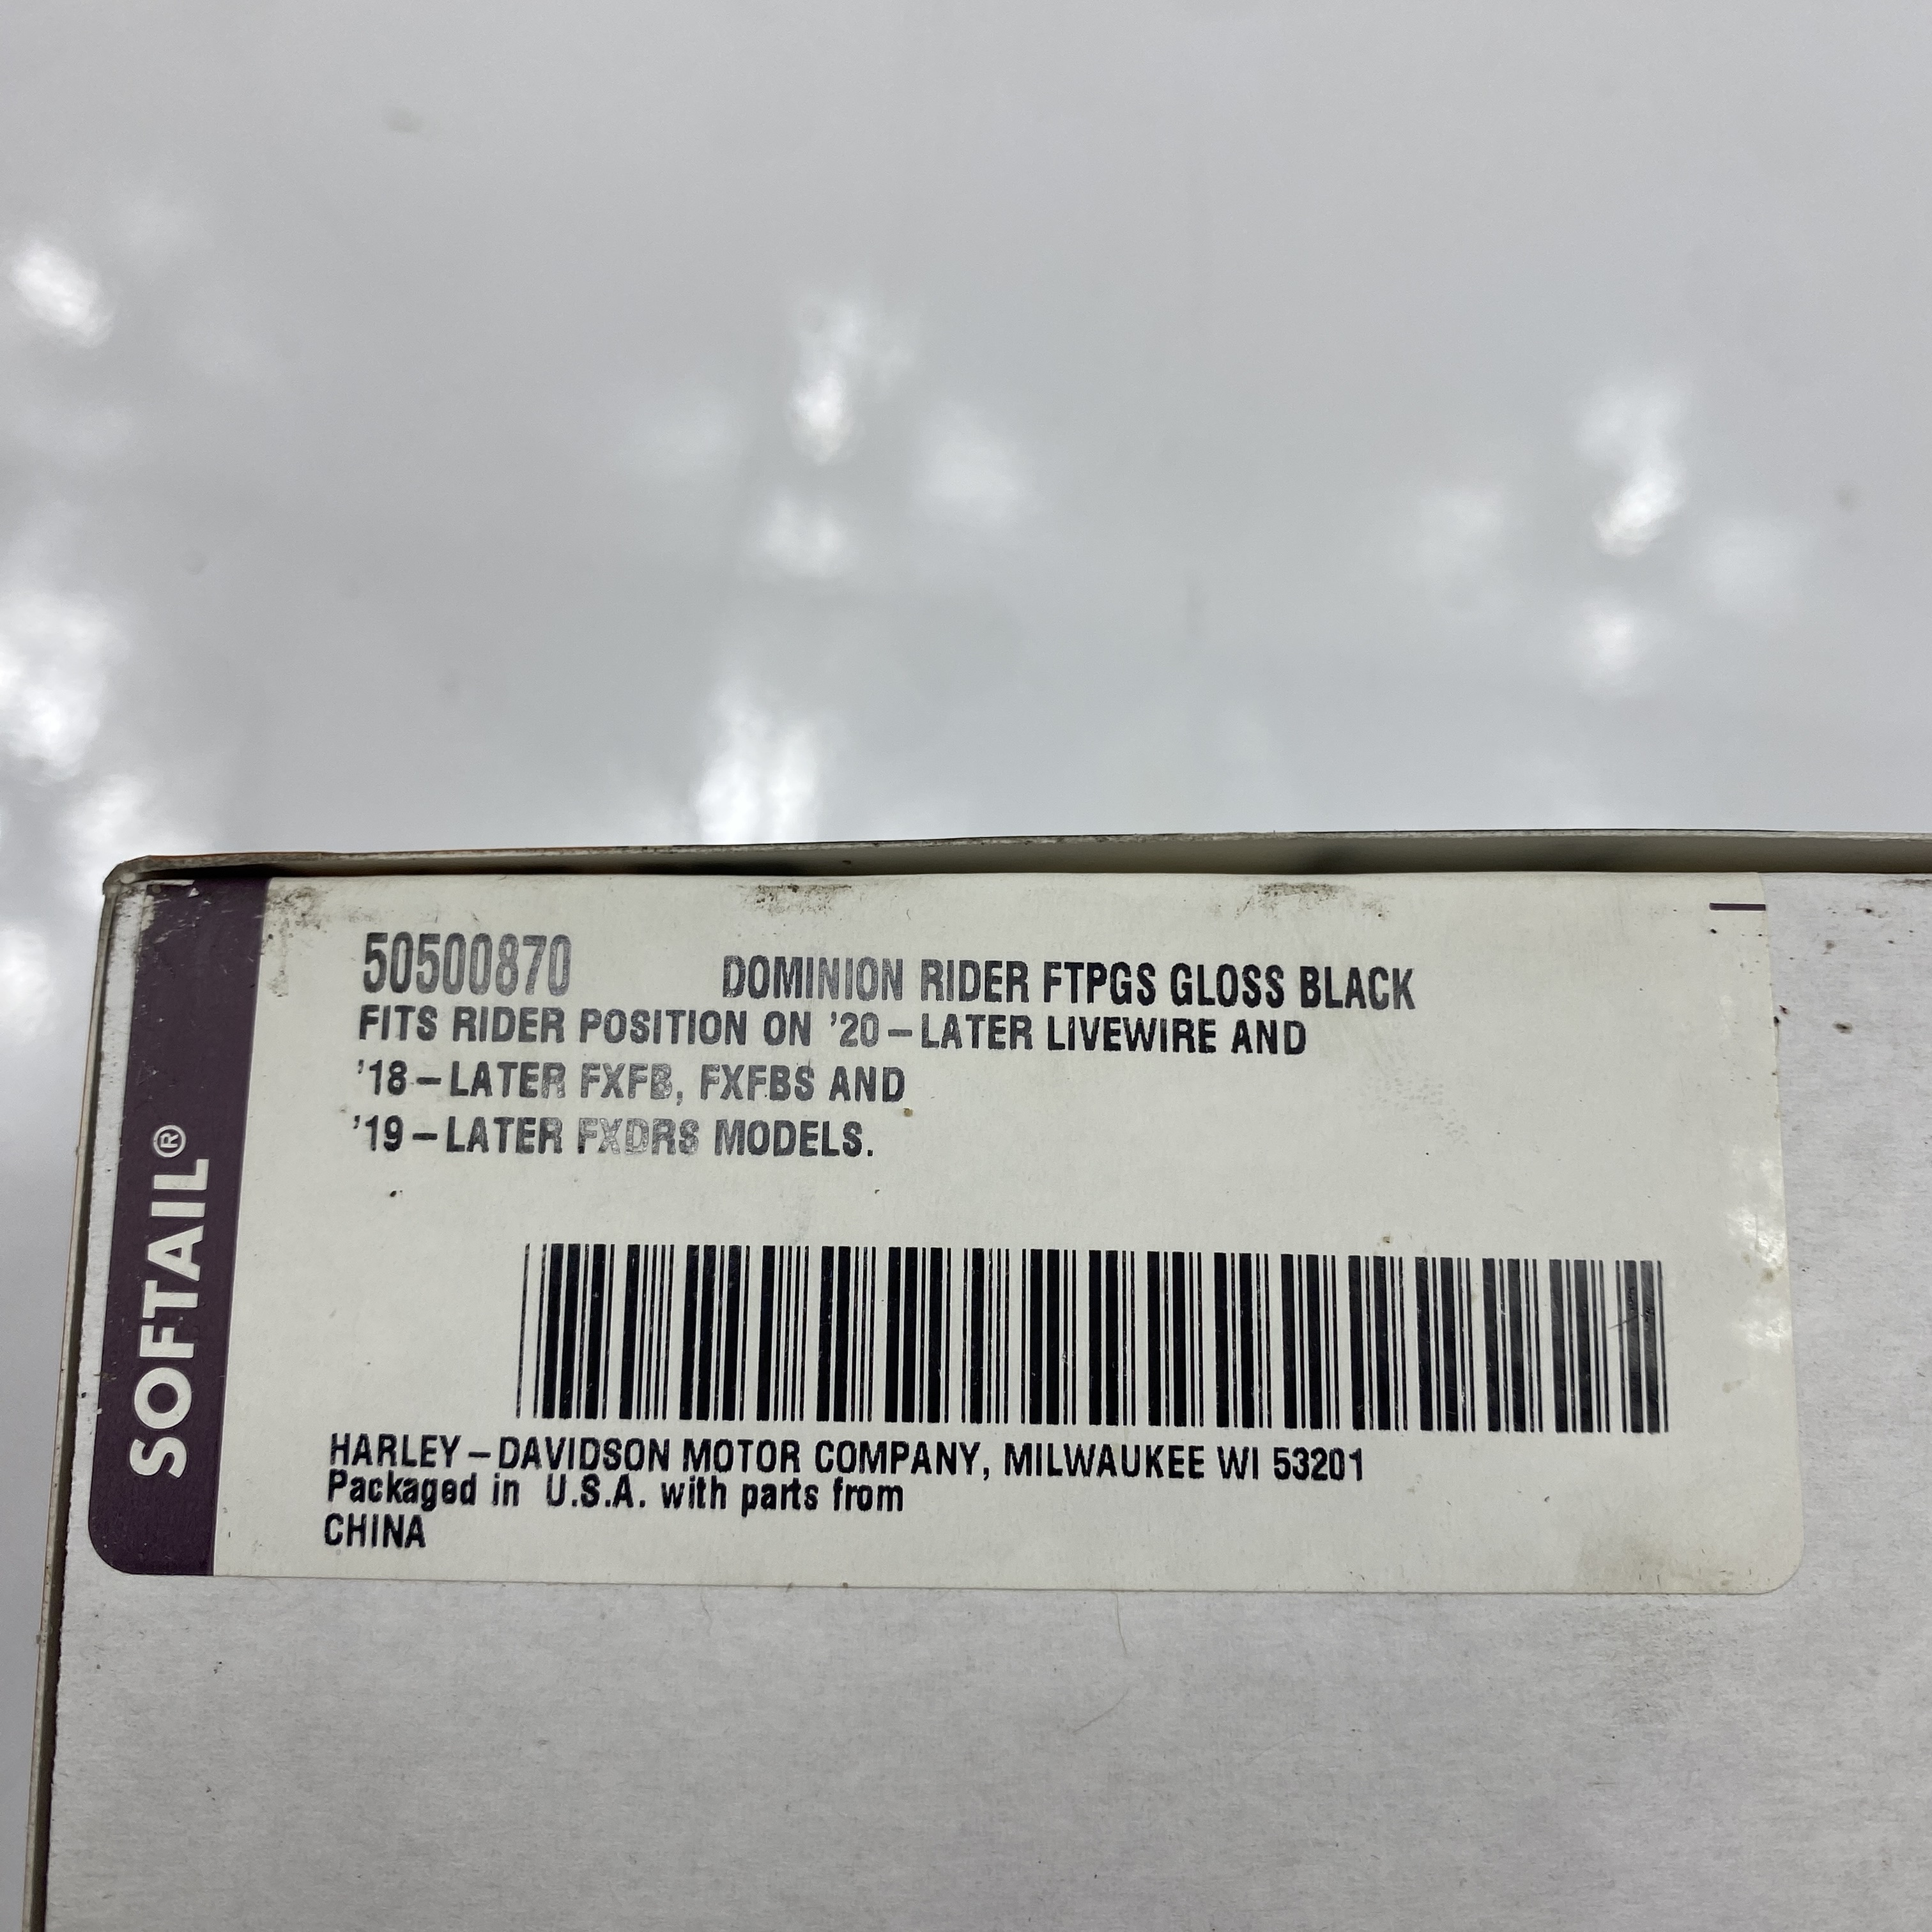 SOFTAIL®
50500870 DOMINION RIDER FTPGS GLOSS BLACK
FITS RIDER POSITION ON '20-LATER LIVEWIRE AND
'18-LATER FXFB, FXFBS AND
'19-LATER FXDRS MODELS.
HARLEY-DAVIDSON MOTOR COMPANY, MILWAUKEE WI 53201
Packaged in U.S.A. with parts from
CHINA